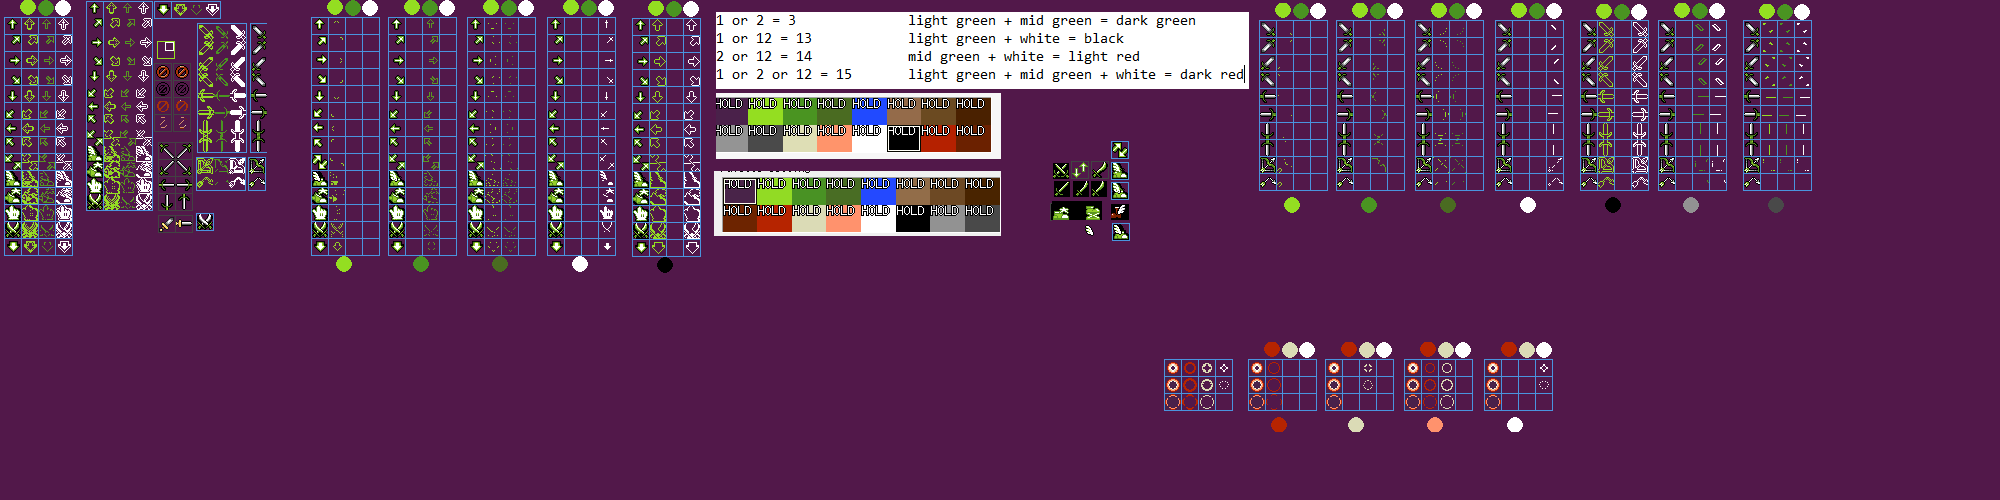 1 or 2 = 3 light green + mid green = dark green
1 or 12 = 13 light green + white = black
2 or 12 = 14 mid green + white = light red
1 or 2 or 12 = 15 light green + mid green + white = dark red
HOLD HOLD HOLD HOLD HOLD HOLD HOLD HOLD
HOLD HOLD HOLD HOLD HOLD HOLD HOLD HOLD
HOLD HOLD HOLD HOLD HOLD HOLD HOLD HOLD
HOLD HOLD HOLD HOLD HOLD HOLD HOLD HOLD